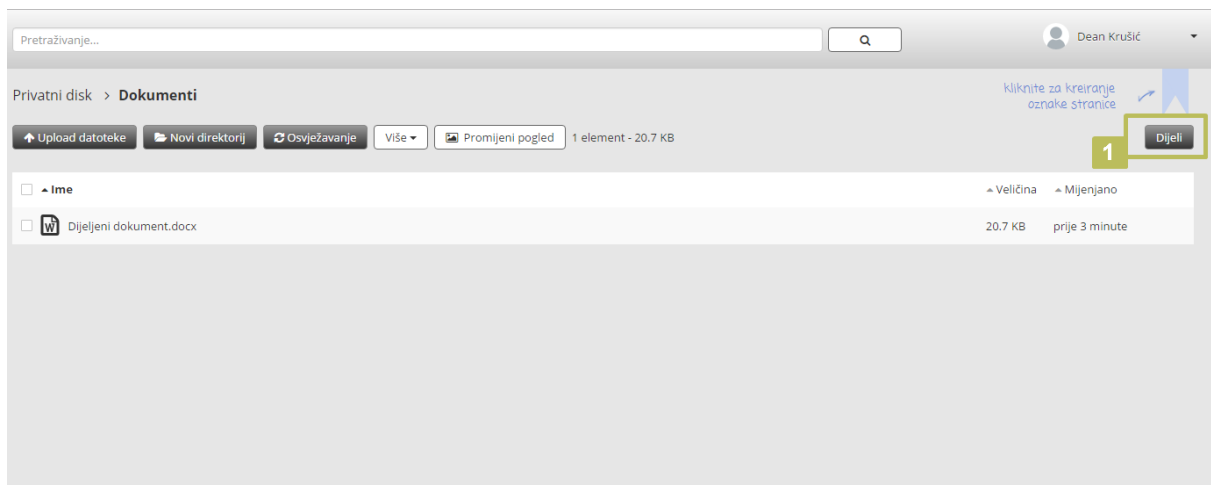 Pretraživanje...
Dean Krušić
Privatni disk > Dokumenti
kliknite za kreiranje
oznake stranice
Upload datoteke Novi direktorij Osvježavanje Više Promijeni pogled 1 element - 20.7 KB
1 Dijeli
Ime Veličina Mijenjano
Dijeljeni dokument.docx 20.7 KB prije 3 minute